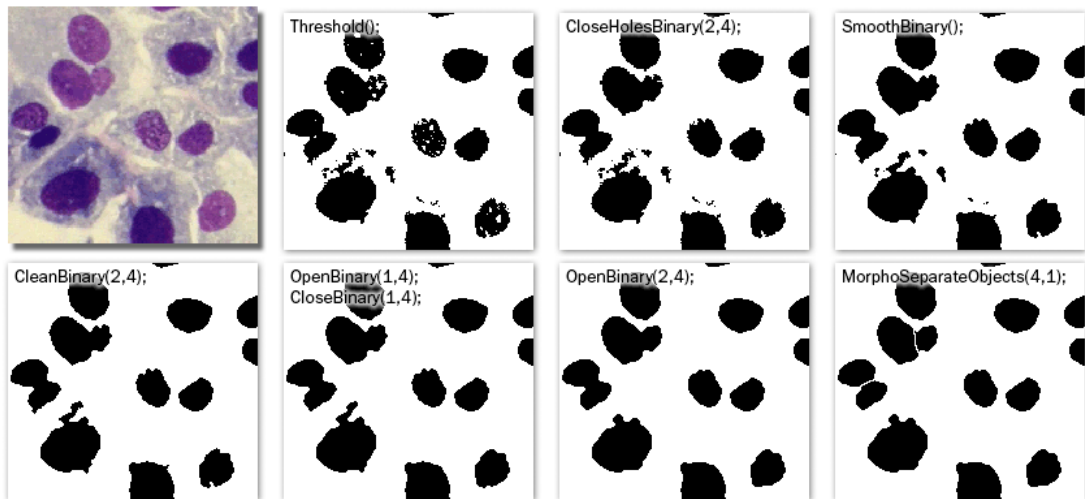 Threshold();
CloseHolesBinary(2,4);
SmoothBinary();
CleanBinary(2,4);
OpenBinary(1,4);
CloseBinary(1,4);
OpenBinary(2,4);
MorphoSeparateObjects(4,1);